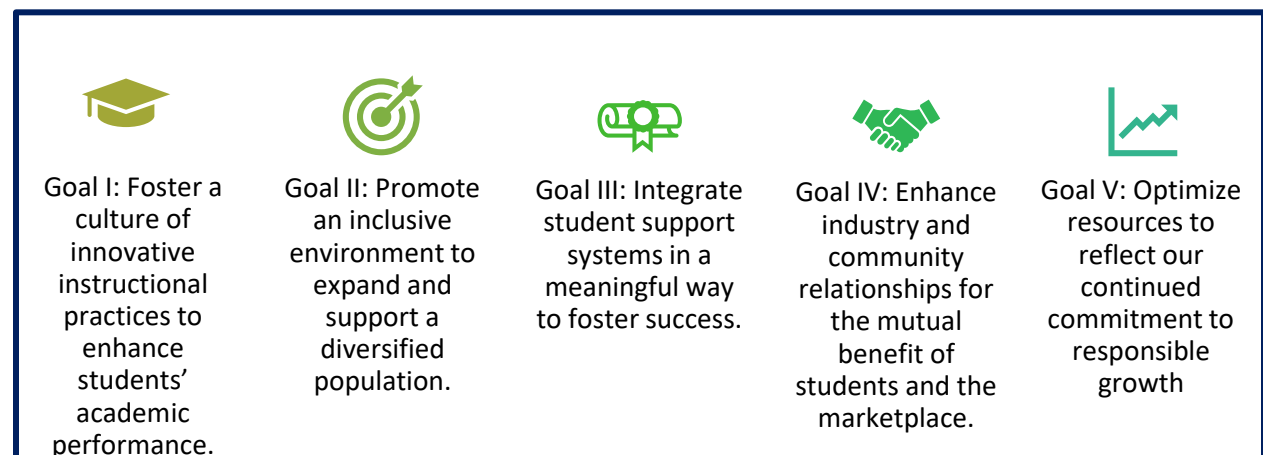 Goal I: Foster a
culture of
innovative
instructional
practices to
enhance
students’
academic
performance.
Goal II: Promote
an inclusive
environment to
expand and
support a
diversified
population.
Goal III: Integrate
student support
systems in a
meaningful way
to foster success.
Goal IV: Enhance
industry and
community
relationships for
the mutual
benefit of
students and the
marketplace.
Goal V: Optimize
resources to
reflect our
continued
commitment to
responsible
growth